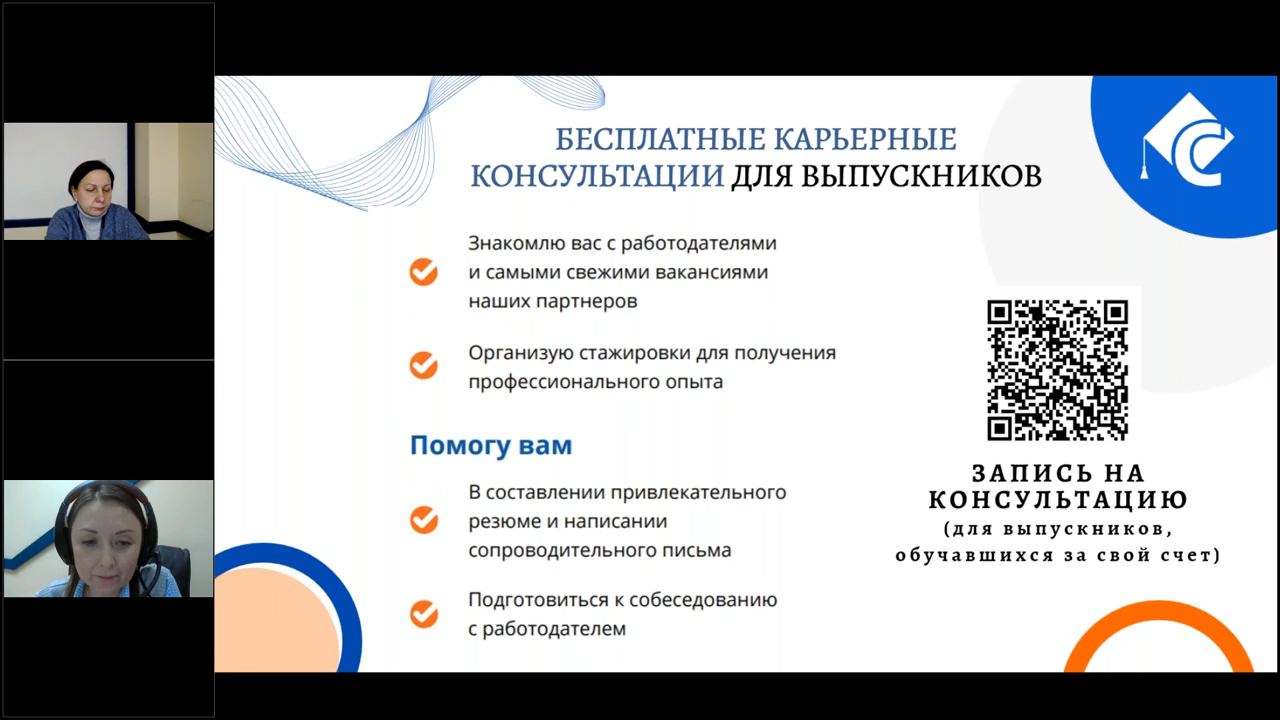 БЕСПЛАТНЫЕ КАРЬЕРНЫЕ
КОНСУЛЬТАЦИИ ДЛЯ ВЫПУСКНИКОВ
Знакомлю вас с работодателями
и самыми свежими вакансиями
наших партнеров
Организую стажировки для получения
профессионального опыта
Помогу вам
В составлении привлекательного
резюме и написании
сопроводительного письма
Подготовиться к собеседованию
с работодателем
ЗАПИСЬ НА
КОНСУЛЬТАЦИЮ
(для выпускников,
обучавшихся за свой счет)